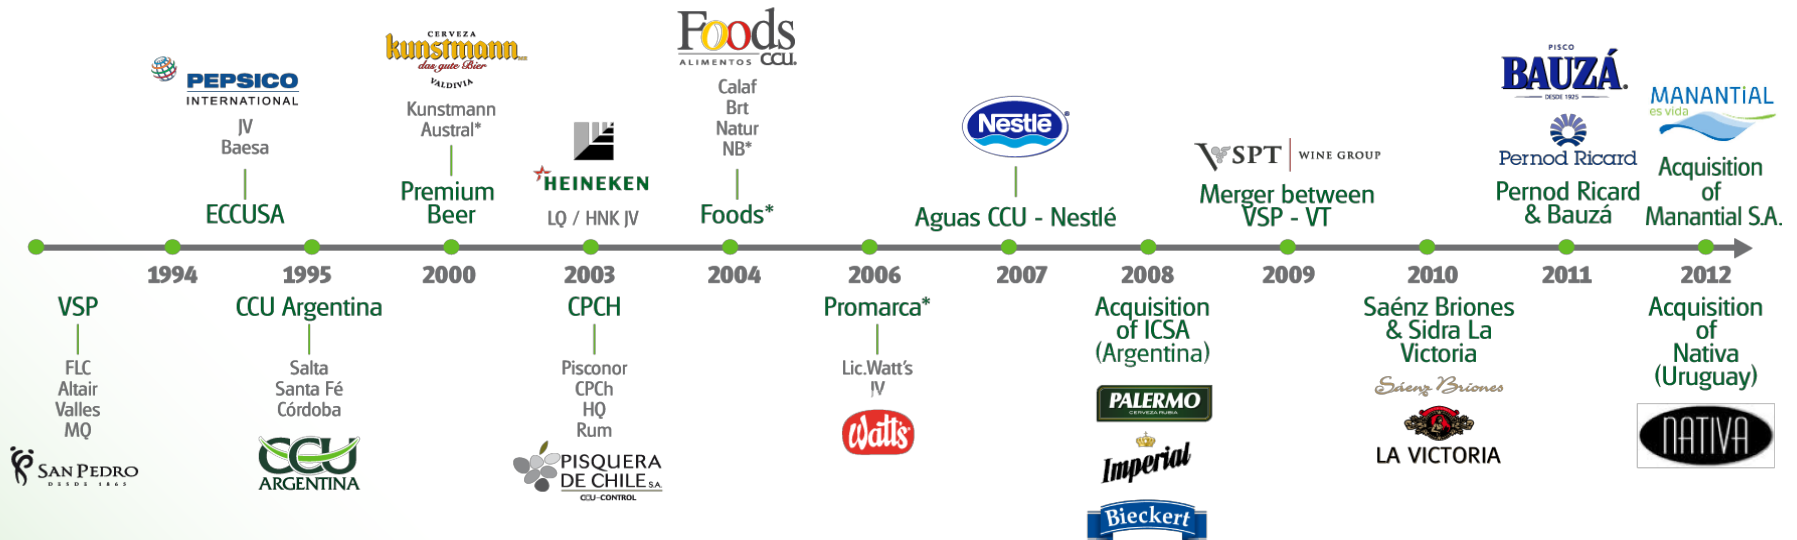 PEPSICO
INTERNATIONAL
JV
Baesa
ECCUSA
CERVEZA
kunstmann
das gute Bier
VALDIVIA
Kunstmann
Austral*
Premium
Beer
HEINEKEN
LQ / HNK JV
Foods
ALIMENTOS CCU.
Calaf
Brt
Natur
NB*
Foods*
Nestlé
Aguas CCU - Nestlé
VSPT WINE GROUP
Merger between
VSP - VT
PISCO
BAUZÁ.
DESDE 1925
Pernod Ricard
Pernod Ricard
& Bauzá
MANANTIAL
es vida
Acquisition
of
Manantial S.A.
1994
1995
2000
2003
2004
2006
2007
2008
2009
2010
2011
2012
VSP
FLC
Altair
Valles
MQ
SAN PEDRO
DESDE 1865
CCU Argentina
Salta
Santa Fé
Córdoba
CCU
ARGENTINA
CPCH
Pisconor
CPCh
HQ
Rum
PISQUERA
DE CHILE S.A.
CCU-CONTROL
Promarca*
Lic.Watt's
JV
Watt's
Acquisition
of ICSA
(Argentina)
PALERMO
CERVEZA RUBIA
Imperial
Bieckert
Saénz Briones
& Sidra La
Victoria
Sáenz Briones
LA VICTORIA
Acquisition
of
Nativa
(Uruguay)
NATIVA